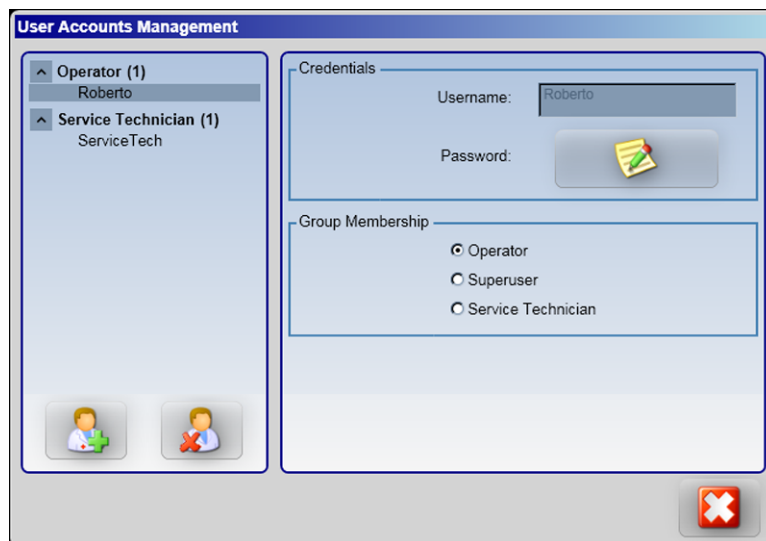 User Accounts Management
Operator (1)
Roberto
Service Technician (1)
ServiceTech
Credentials
Username:
Roberto
Password:
Group Membership
Operator
Superuser
Service Technician